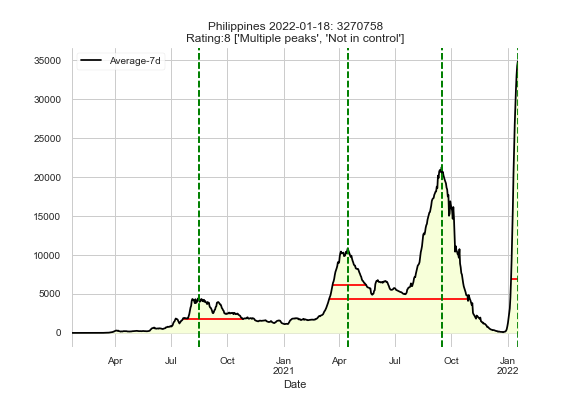 Philippines 2022-01-18: 3270758
Rating:8 ['Multiple peaks', 'Not in control']
Average-7d
35000
30000
25000
20000
15000
10000
5000
0
Apr Jul Oct Jan Apr Jul Oct Jan
2021 2022
Date